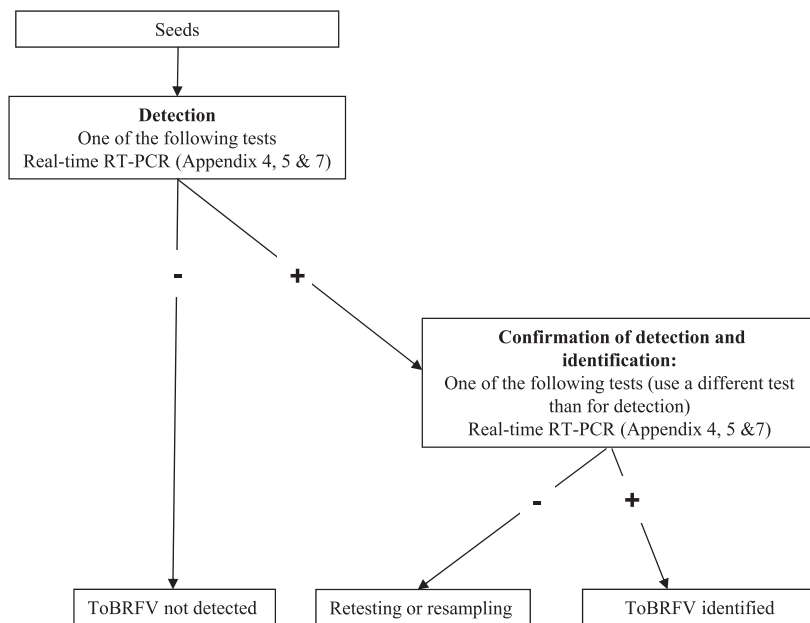 Seeds
Detection
One of the following tests
Real-time RT-PCR (Appendix 4, 5 & 7)
-
+
Confirmation of detection and
identification:
One of the following tests (use a different test
than for detection)
Real-time RT-PCR (Appendix 4, 5 &7)
-
+
ToBRFV not detected
Retesting or resampling
ToBRFV identified